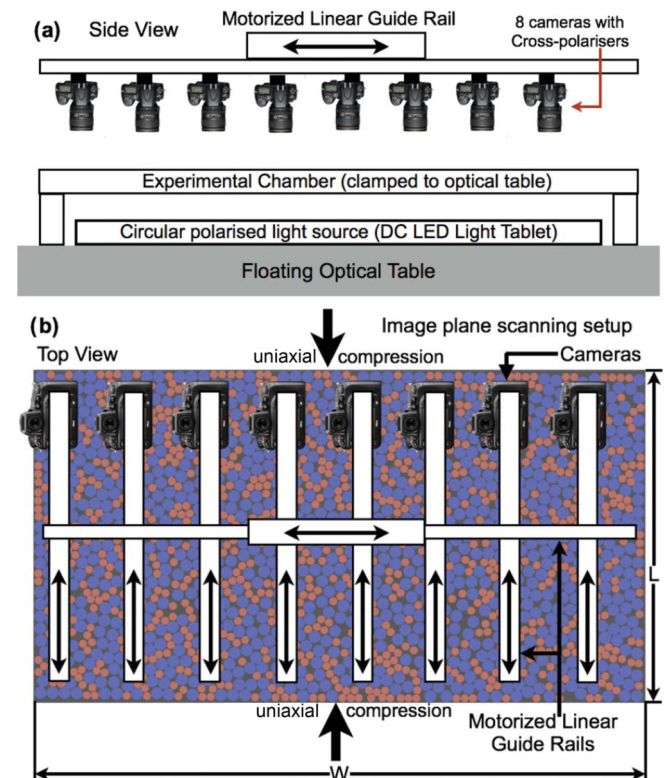 (a) Side View
Motorized Linear Guide Rail
8 cameras with
Cross-polarisers
Experimental Chamber (clamped to optical table)
Circular polarised light source (DC LED Light Tablet)
Floating Optical Table
(b)
Image plane scanning setup
Top View
uniaxial compression
Cameras
L
uniaxial compression
Motorized Linear
Guide Rails
W